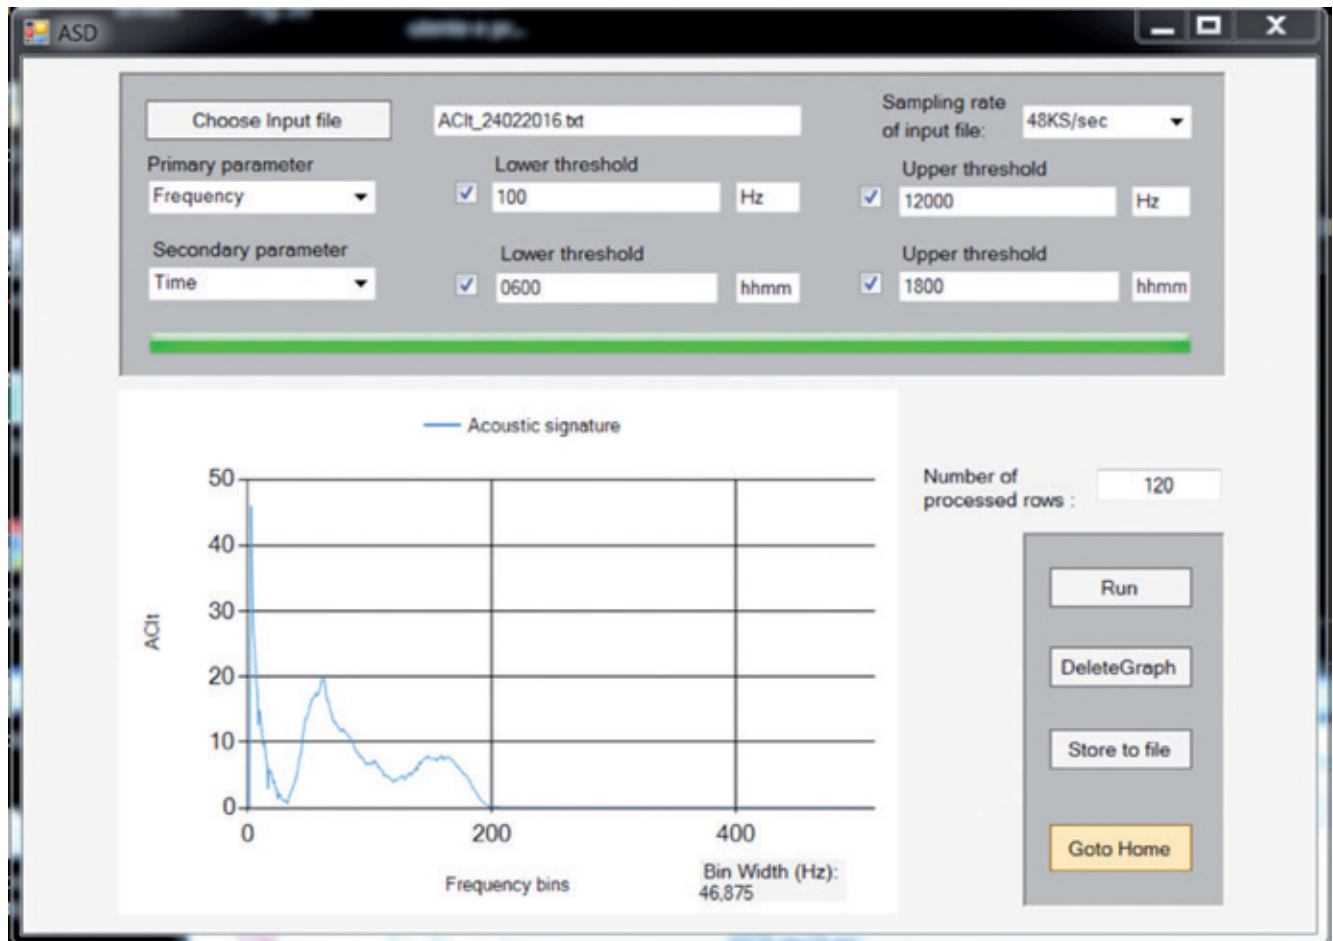 ASD
Choose Input file
ACIt_24022016.txt
Sampling rate
of input file:
48KS/sec
Primary parameter
Frequency
Lower threshold
100
Hz
Upper threshold
12000
Hz
Secondary parameter
Time
Lower threshold
0600
hhmm
Upper threshold
1800
hhmm
Acoustic signature
50
40
30
20
10
0
ACIt
0
200
400
Frequency bins
Bin Width (Hz):
46,875
Number of
processed rows :
120
Run
DeleteGraph
Store to file
Goto Home